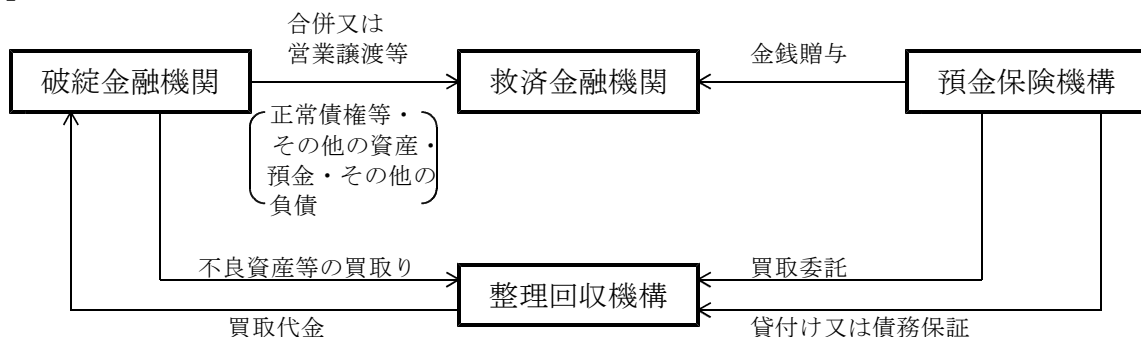 合併又は
営業譲渡等
金銭贈与
破綻金融機関
救済金融機関
預金保険機構
正常債権等・
その他の資産・
預金・その他の
負債
不良資産等の買取り
買取委託
整理回収機構
買取代金
貸付け又は債務保証